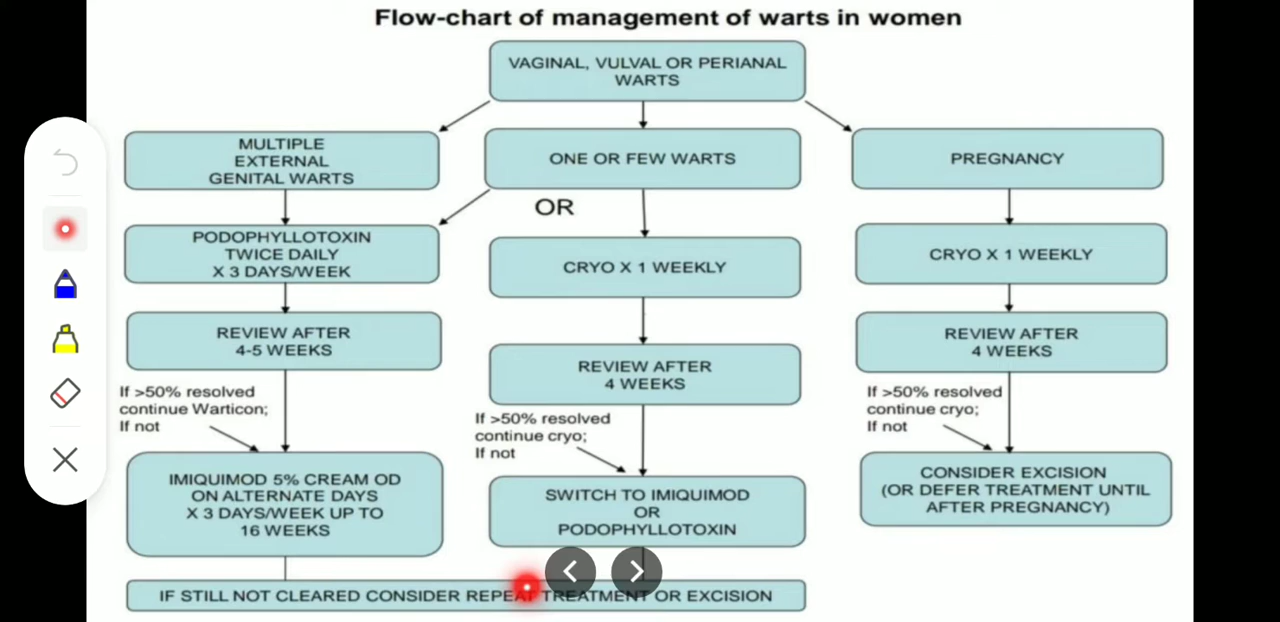 Flow-chart of management of warts in women
VAGINAL, VULVAL OR PERIANAL
WARTS
MULTIPLE
EXTERNAL
GENITAL WARTS
ONE OR FEW WARTS
PREGNANCY
OR
PODOPHYLLOTOXIN
TWICE DAILY
X 3 DAYS/WEEK
CRYO X 1 WEEKLY
CRYO X 1 WEEKLY
REVIEW AFTER
4-5 WEEKS
REVIEW AFTER
4 WEEKS
REVIEW AFTER
4 WEEKS
If >50% resolved
continue Warticon;
If not
If >50% resolved
continue cryo;
If not
If >50% resolved
continue cryo;
If not
IMIQUIMOD 5% CREAM OD
ON ALTERNATE DAYS
X 3 DAYS/WEEK UP TO
16 WEEKS
SWITCH TO IMIQUIMOD
OR
PODOPHYLLOTOXIN
CONSIDER EXCISION
(OR DEFER TREATMENT UNTIL
AFTER PREGNANCY)
IF STILL NOT CLEARED CONSIDER REPEAT TREATMENT OR EXCISION